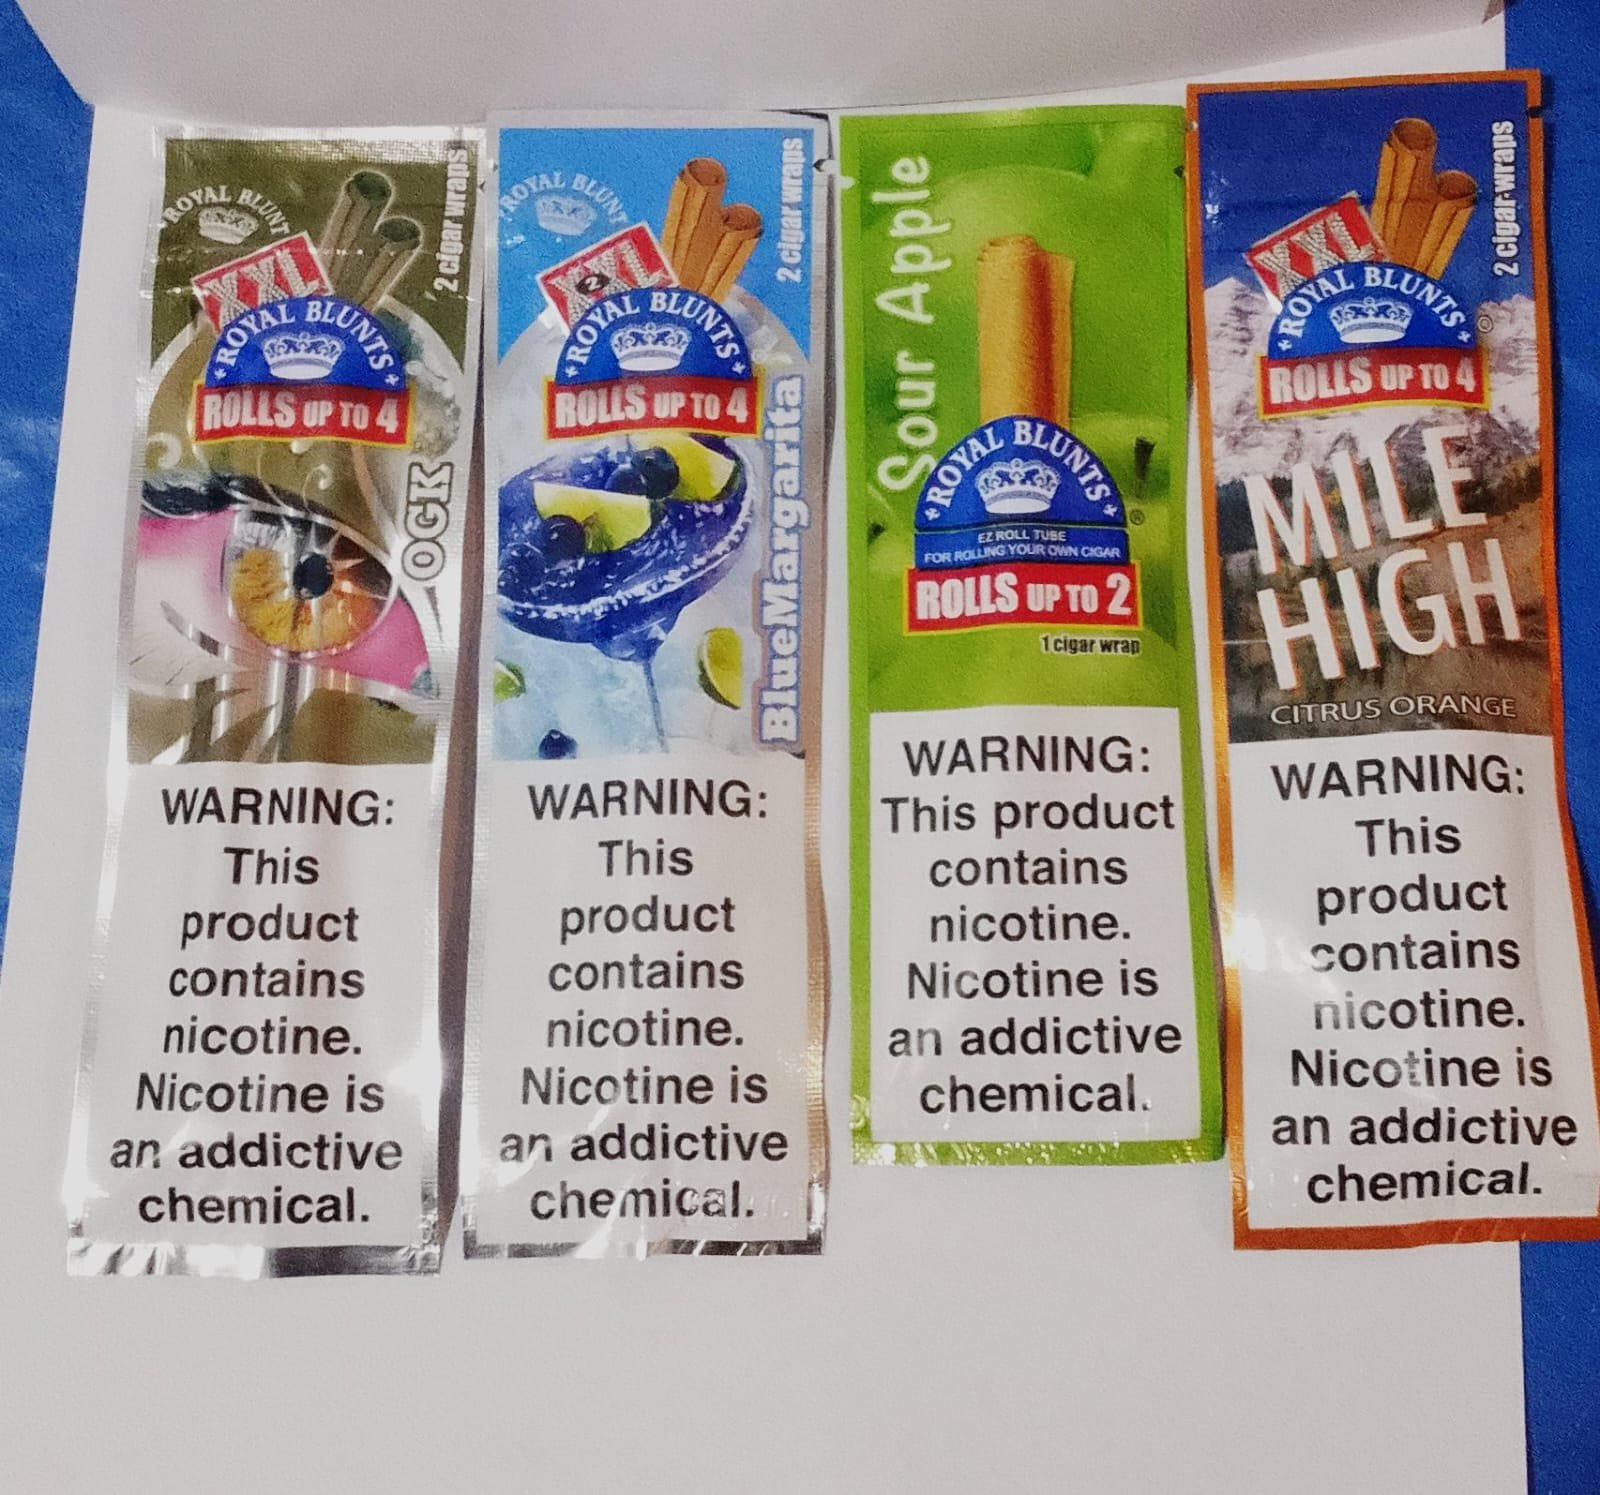 ROYAL BLUNT
2 cigar wraps
XXL
ROYAL BLUNTS
ROLLS UP TO 4
OGK
WARNING:
This
product
contains
nicotine.
Nicotine is
an addictive
chemical.
ROYAL BLUNT
2 cigar wraps
XXL
2
ROYAL BLUNTS
ROLLS UP TO 4
BlueMargarita
WARNING:
This
product
contains
nicotine.
Nicotine is
an addictive
chemical.
Sour Apple
ROYAL BLUNTS
®
EZ ROLL TUBE
FOR ROLLING YOUR OWN CIGAR
ROLLS UP TO 2
1 cigar wrap
WARNING:
This product
contains
nicotine.
Nicotine is
an addictive
chemical.
2 cigar wraps
XXL
ROYAL BLUNTS
®
ROLLS UP TO 4
MILE
HIGH
CITRUS ORANGE
WARNING:
This
product
contains
nicotine.
Nicotine is
an addictive
chemical.